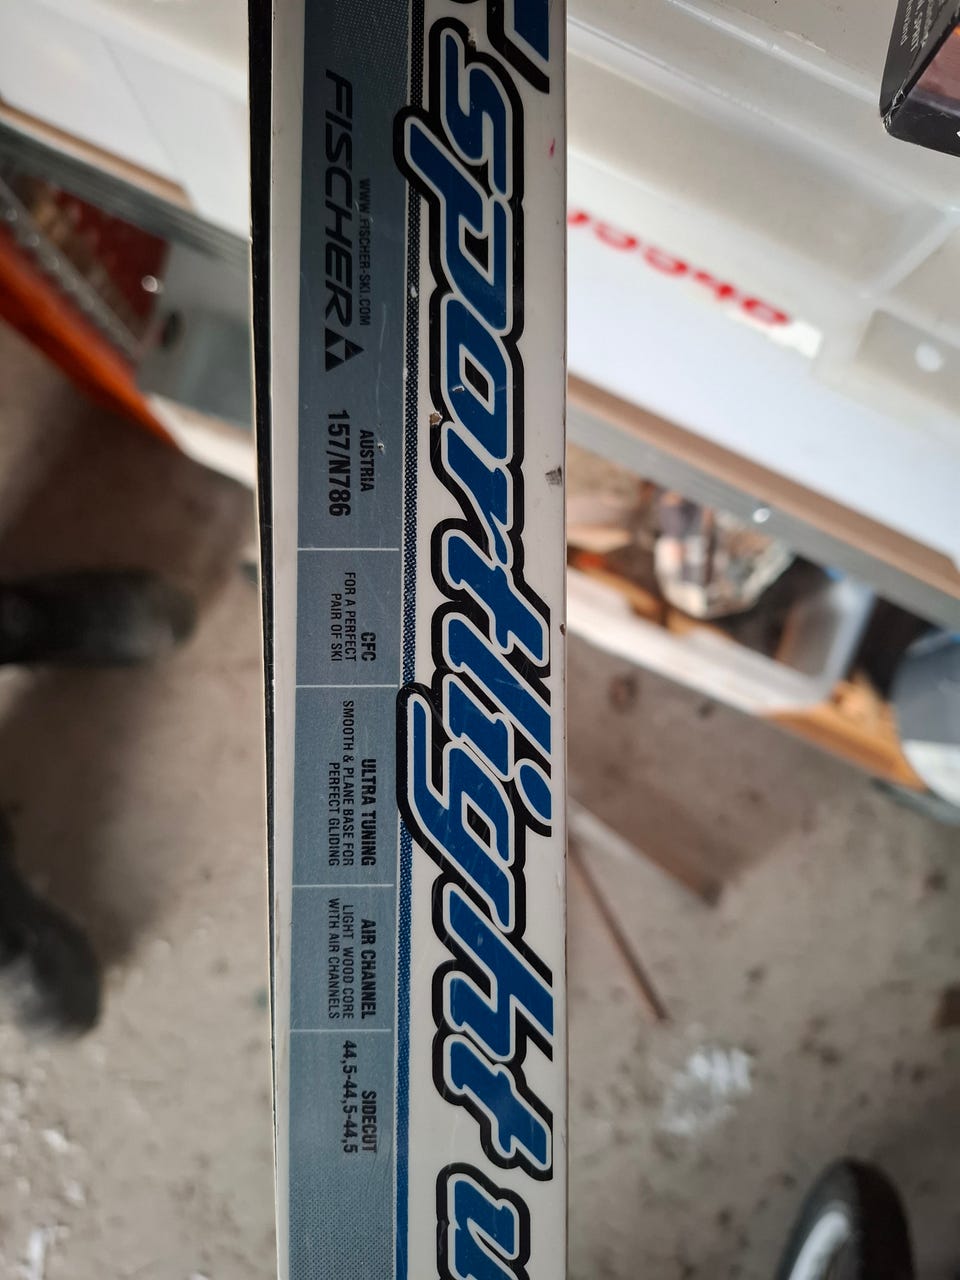 sportlight
FISCHER
WWW.FISCHER-SKI.COM
AUSTRIA
157/N786
CFC
FOR A PERFECT
PAIR OF SKI
ULTRA TUNING
SMOOTH & PLANE BASE FOR
PERFECT GLIDING
AIR CHANNEL
LIGHT WOOD CORE
WITH AIR CHANNELS
SIDECUT
44,5-44,5-44,5